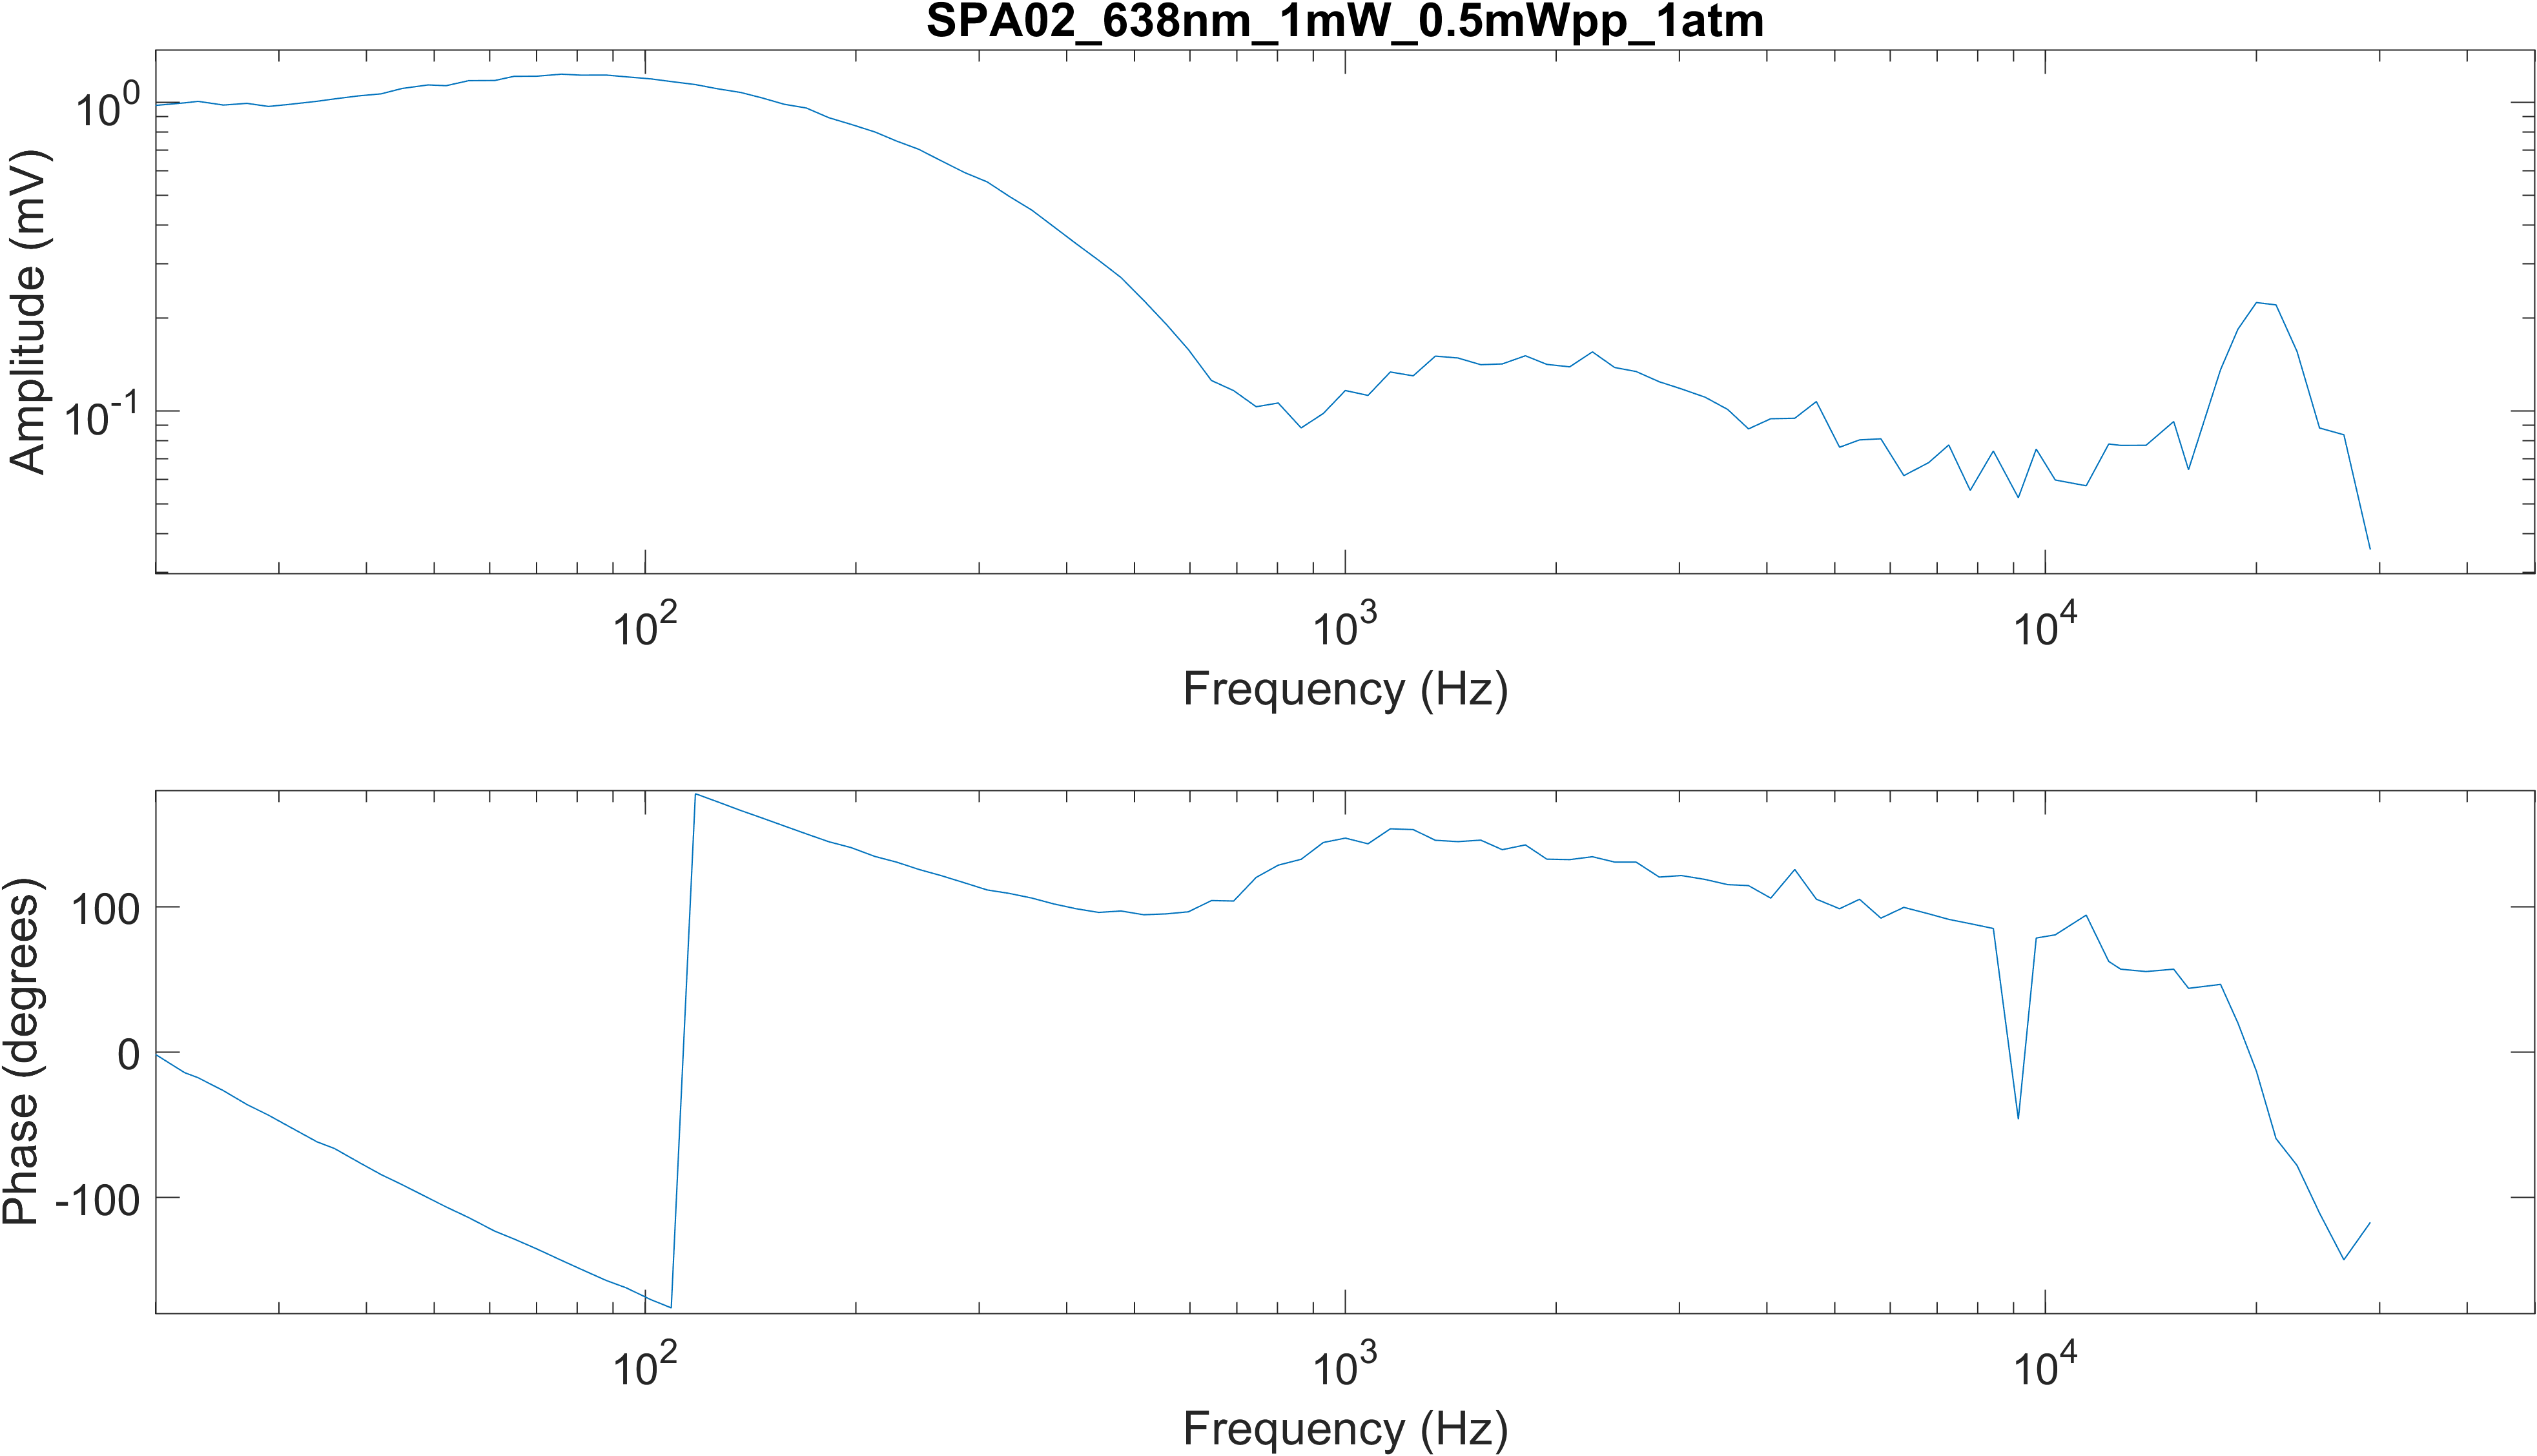 SPA02_638nm_1mW_0.5mWpp_1atm
10^0
10^-1
Amplitude (mV)
10^2 10^3 10^4
Frequency (Hz)
100
0
-100
Phase (degrees)
10^2 10^3 10^4
Frequency (Hz)